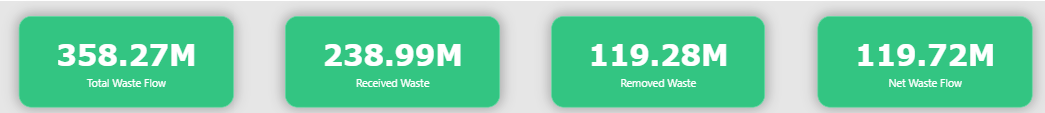 358.27M
Total Waste Flow
238.99M
Received Waste
119.28M
Removed Waste
119.72M
Net Waste Flow